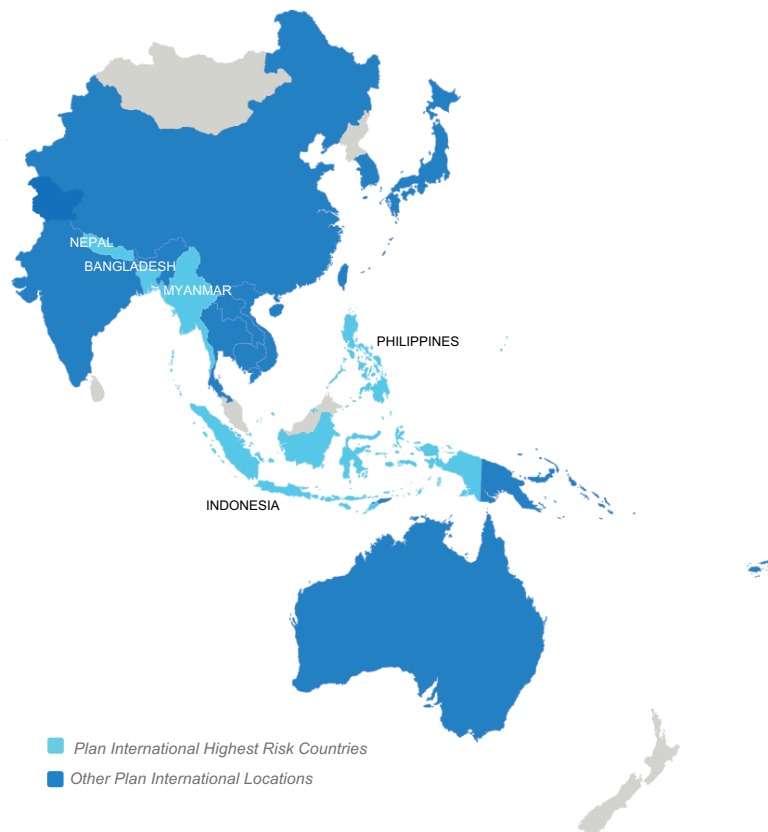 NEPAL
BANGLADESH
MYANMAR
PHILIPPINES
INDONESIA
Plan International Highest Risk Countries
Other Plan International Locations